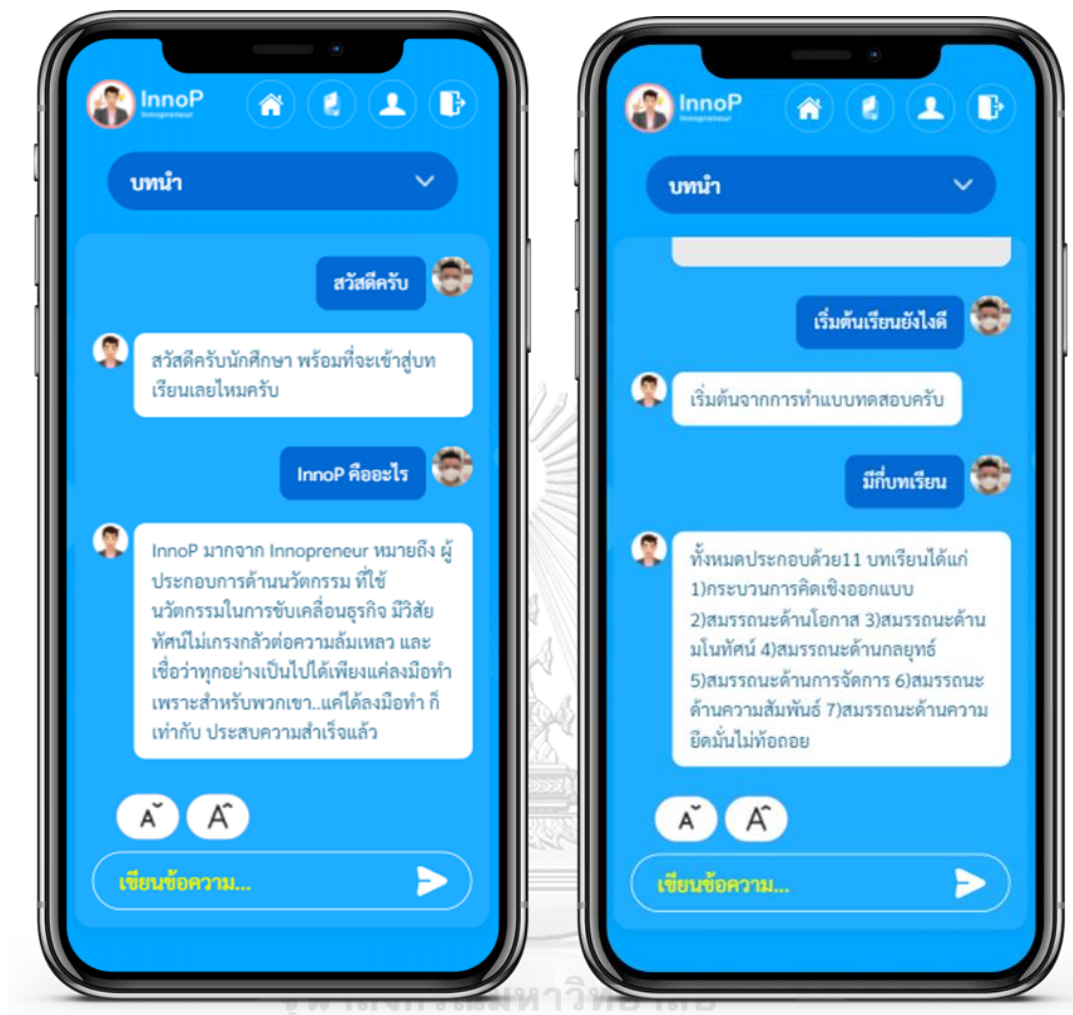 InnoP
Innopreneur
บทนำ
สวัสดีครับ
สวัสดีครับนักศึกษา พร้อมที่จะเข้าสู่บท
เรียนเลยไหมครับ
InnoP คืออะไร
InnoP มากจาก Innopreneur หมายถึง ผู้
ประกอบการด้านนวัตกรรม ที่ใช้
นวัตกรรมในการขับเคลื่อนธุรกิจ มีวิสัย
ทัศน์ไม่เกรงกลัวต่อความล้มเหลว และ
เชื่อว่าทุกอย่างเป็นไปได้เพียงแค่ลงมือทำ
เพราะสำหรับพวกเขา..แค่ได้ลงมือทำ ก็
เท่ากับ ประสบความสำเร็จแล้ว
A A
เขียนข้อความ...
InnoP
Innopreneur
บทนำ
เริ่มต้นเรียนยังไงดี
เริ่มต้นจากการทำแบบทดสอบครับ
มีกี่บทเรียน
ทั้งหมดประกอบด้วย11 บทเรียนได้แก่
1)กระบวนการคิดเชิงออกแบบ
2)สมรรถนะด้านโอกาส 3)สมรรถนะด้าน
มโนทัศน์ 4)สมรรถนะด้านกลยุทธ์
5)สมรรถนะด้านการจัดการ 6)สมรรถนะ
ด้านความสัมพันธ์ 7)สมรรถนะด้านความ
ยึดมั่นไม่ท้อถอย
A A
เขียนข้อความ...